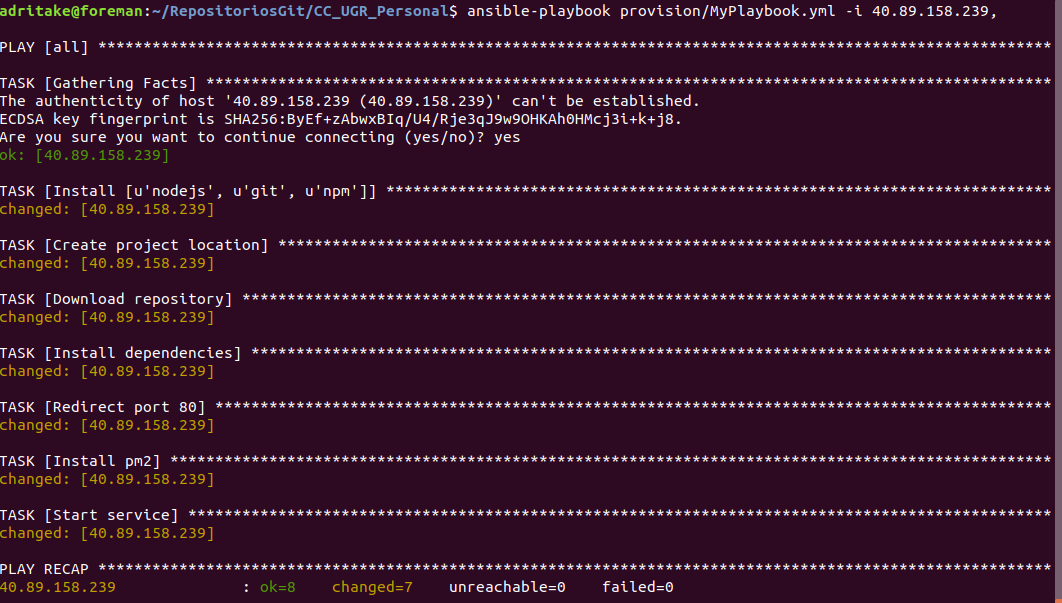 adritake@foreman:~/RepositoriosGit/CC_UGR_Personal$ ansible-playbook provision/MyPlaybook.yml -i 40.89.158.239,
PLAY [all] **********************************************************************************************************
TASK [Gathering Facts] **********************************************************************************************
The authenticity of host '40.89.158.239 (40.89.158.239)' can't be established.
ECDSA key fingerprint is SHA256:ByEf+zAbwxBIq/U4/Rje3qJ9w9OHKAh0HMcj3i+k+j8.
Are you sure you want to continue connecting (yes/no)? yes
ok: [40.89.158.239]
TASK [Install [u'nodejs', u'git', u'npm']] **************************************************************************
changed: [40.89.158.239]
TASK [Create project location] **************************************************************************************
changed: [40.89.158.239]
TASK [Download repository] ******************************************************************************************
changed: [40.89.158.239]
TASK [Install dependencies] *****************************************************************************************
changed: [40.89.158.239]
TASK [Redirect port 80] *********************************************************************************************
changed: [40.89.158.239]
TASK [Install pm2] **************************************************************************************************
changed: [40.89.158.239]
TASK [Start service] ************************************************************************************************
changed: [40.89.158.239]
PLAY RECAP **********************************************************************************************************
40.89.158.239 : ok=8 changed=7 unreachable=0 failed=0